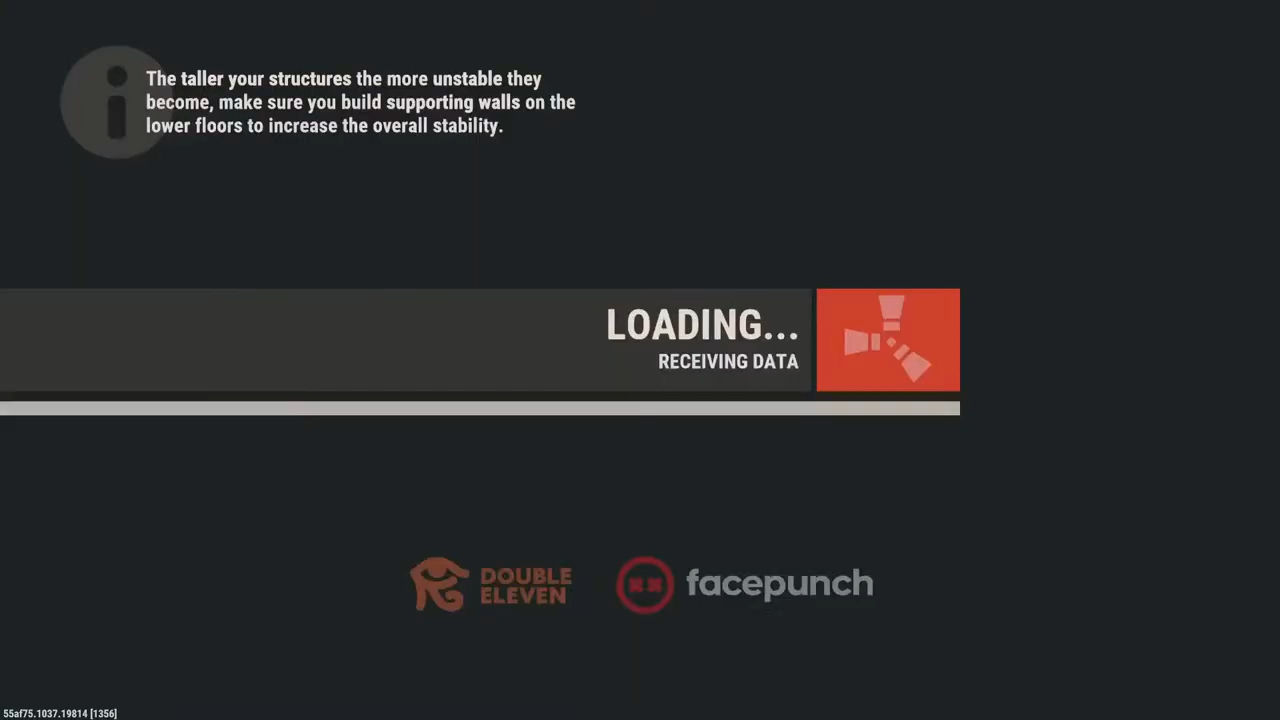 The taller your structures the more unstable they
become, make sure you build supporting walls on the
lower floors to increase the overall stability.
LOADING...
RECEIVING DATA
DOUBLE
ELEVEN
facepunch
55af75.1037.19814 [1356]